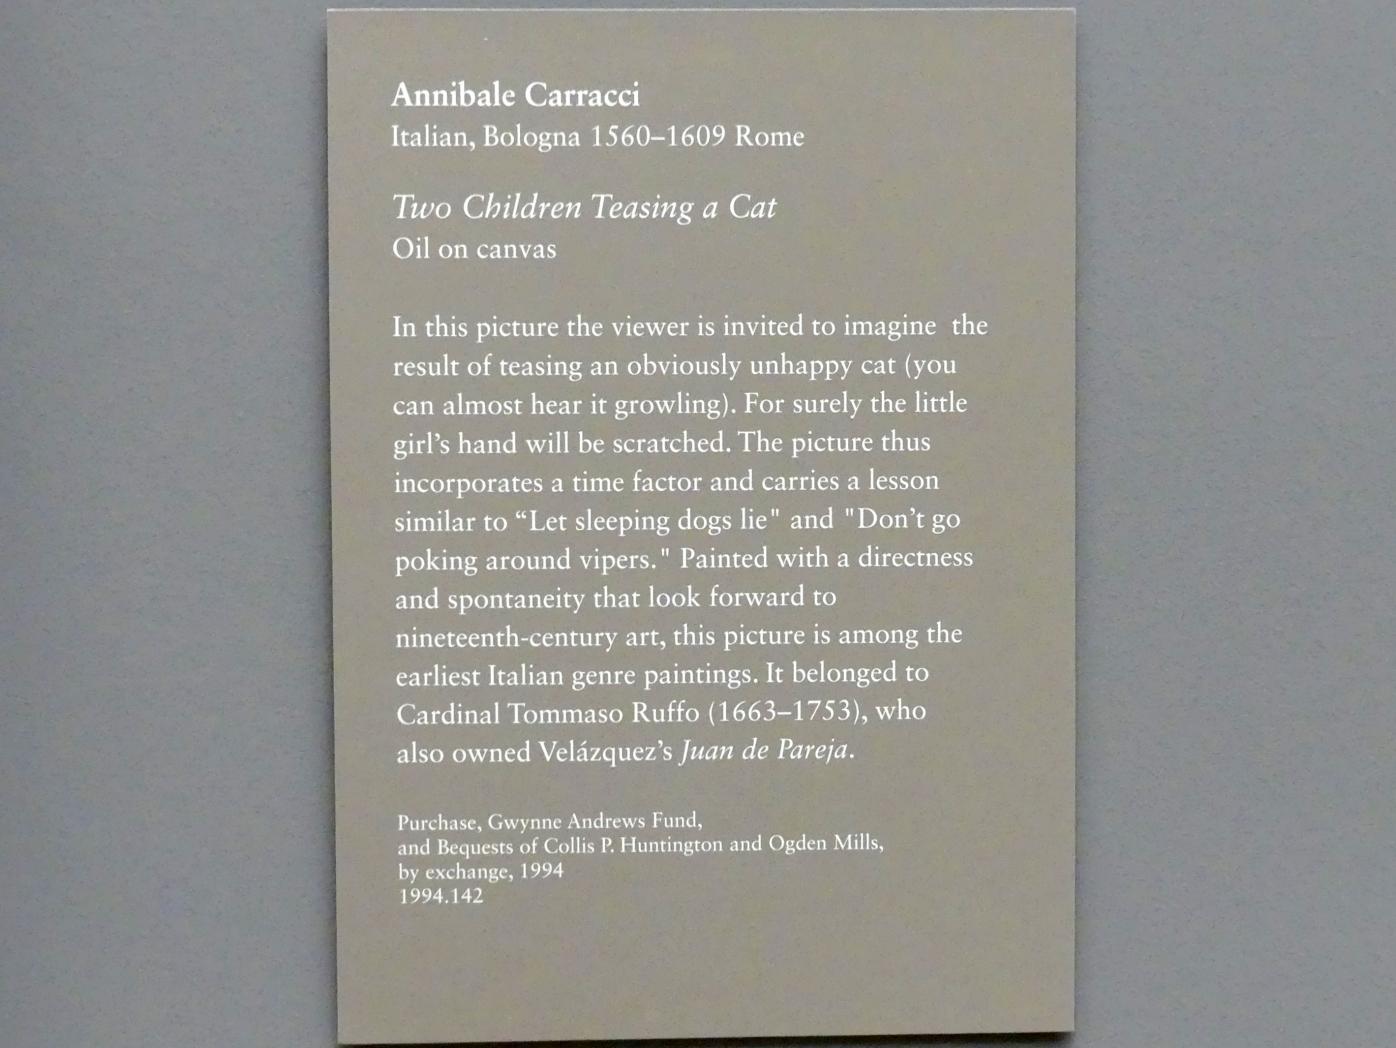 Annibale Carracci
Italian, Bologna 1560–1609 Rome
Two Children Teasing a Cat
Oil on canvas
In this picture the viewer is invited to imagine  the
result of teasing an obviously unhappy cat (you
can almost hear it growling). For surely the little
girl’s hand will be scratched. The picture thus
incorporates a time factor and carries a lesson
similar to “Let sleeping dogs lie" and "Don’t go
poking around vipers." Painted with a directness
and spontaneity that look forward to
nineteenth-century art, this picture is among the
earliest Italian genre paintings. It belonged to
Cardinal Tommaso Ruffo (1663–1753), who
also owned Velázquez’s Juan de Pareja.
Purchase, Gwynne Andrews Fund,
and Bequests of Collis P. Huntington and Ogden Mills,
by exchange, 1994
1994.142